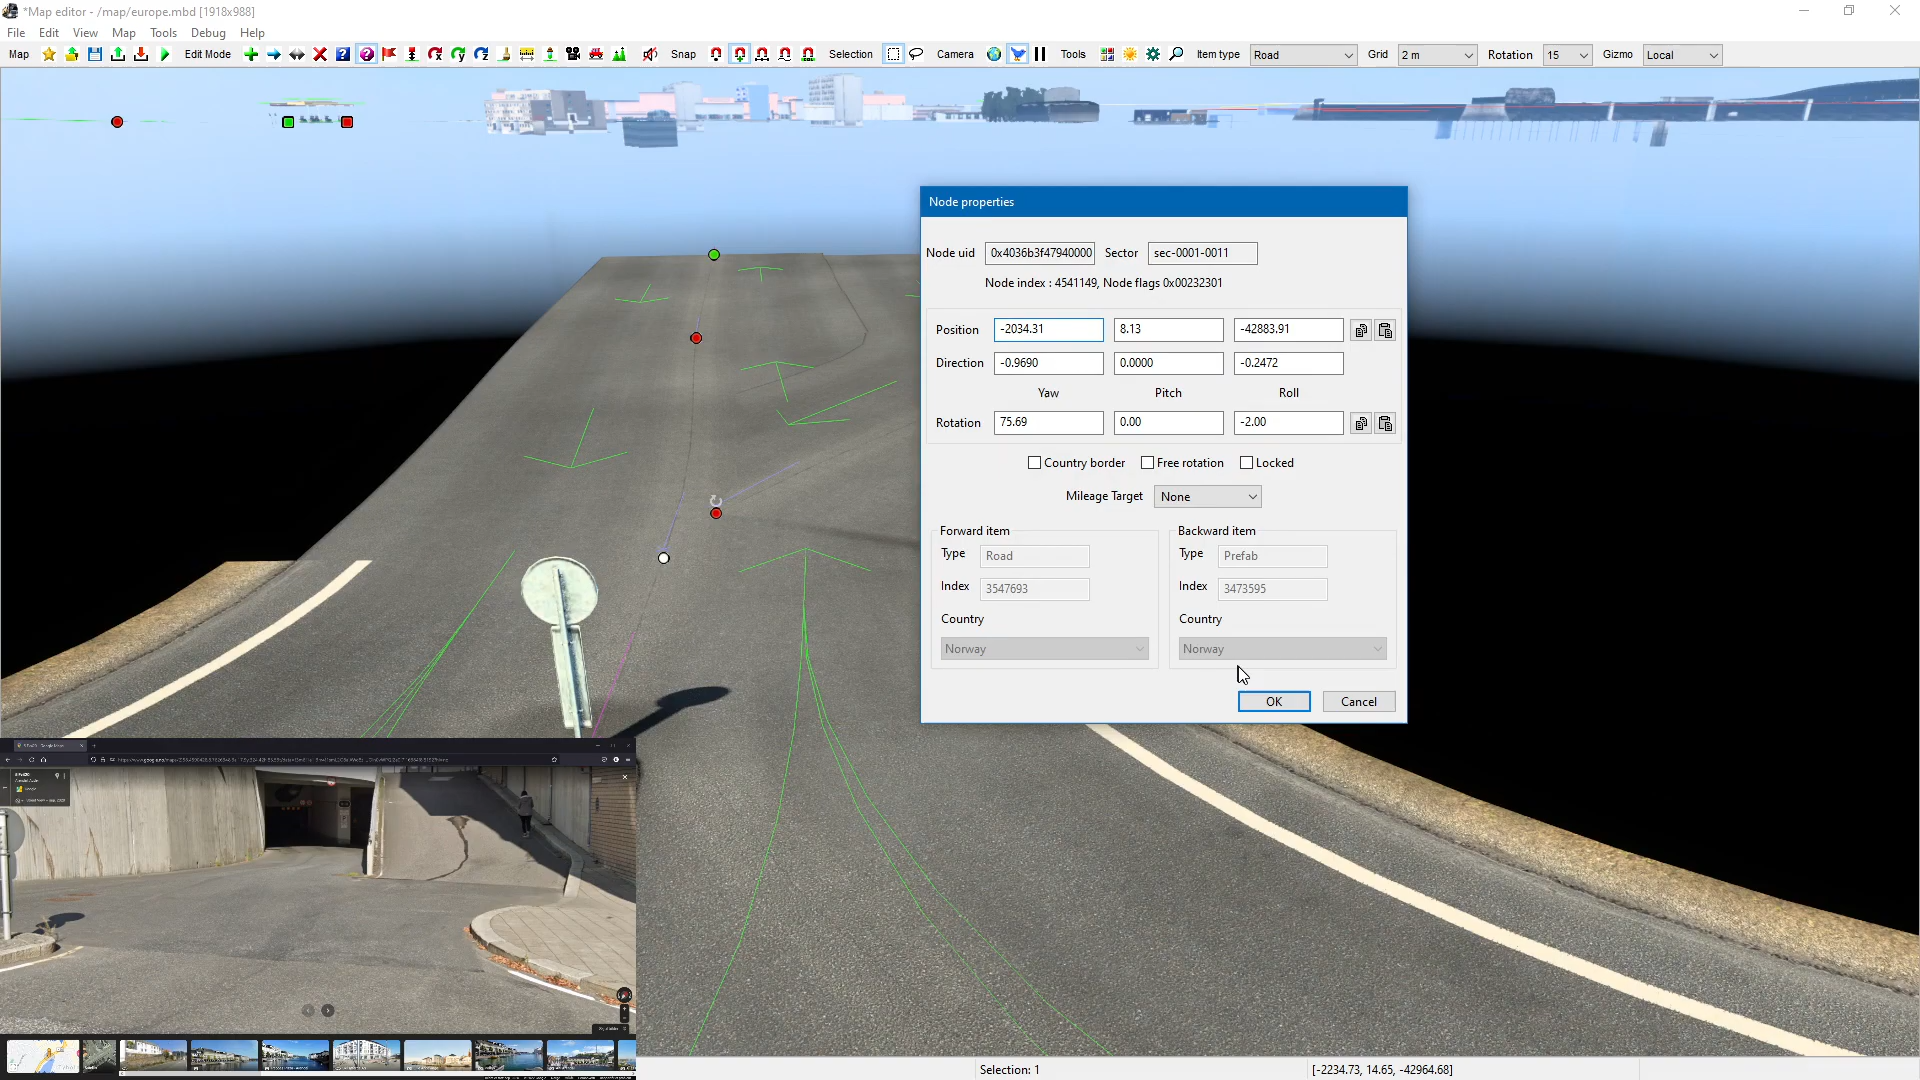 *Map editor - /map/europe.mbd [1918x988]
File Edit View Map Tools Debug Help
Map Edit Mode Snap Selection Camera Tools Item type Road Grid 2 m Rotation 15 Gizmo Local
Node properties
Node uid 0x4036b3f47940000 Sector sec-0001-0011
Node index : 4541149, Node flags 0x00232301
Position -2034.31 8.13 -42883.91
Direction -0.9690 0.0000 -0.2472
Yaw Pitch Roll
Rotation 75.69 0.00 -2.00
Country border Free rotation Locked
Mileage Target None
Forward item Backward item
Type Road Type Prefab
Index 3547693 Index 3473595
Country Country
Norway Norway
OK Cancel
Selection: 1 [-2234.73, 14.65, -42964.68]